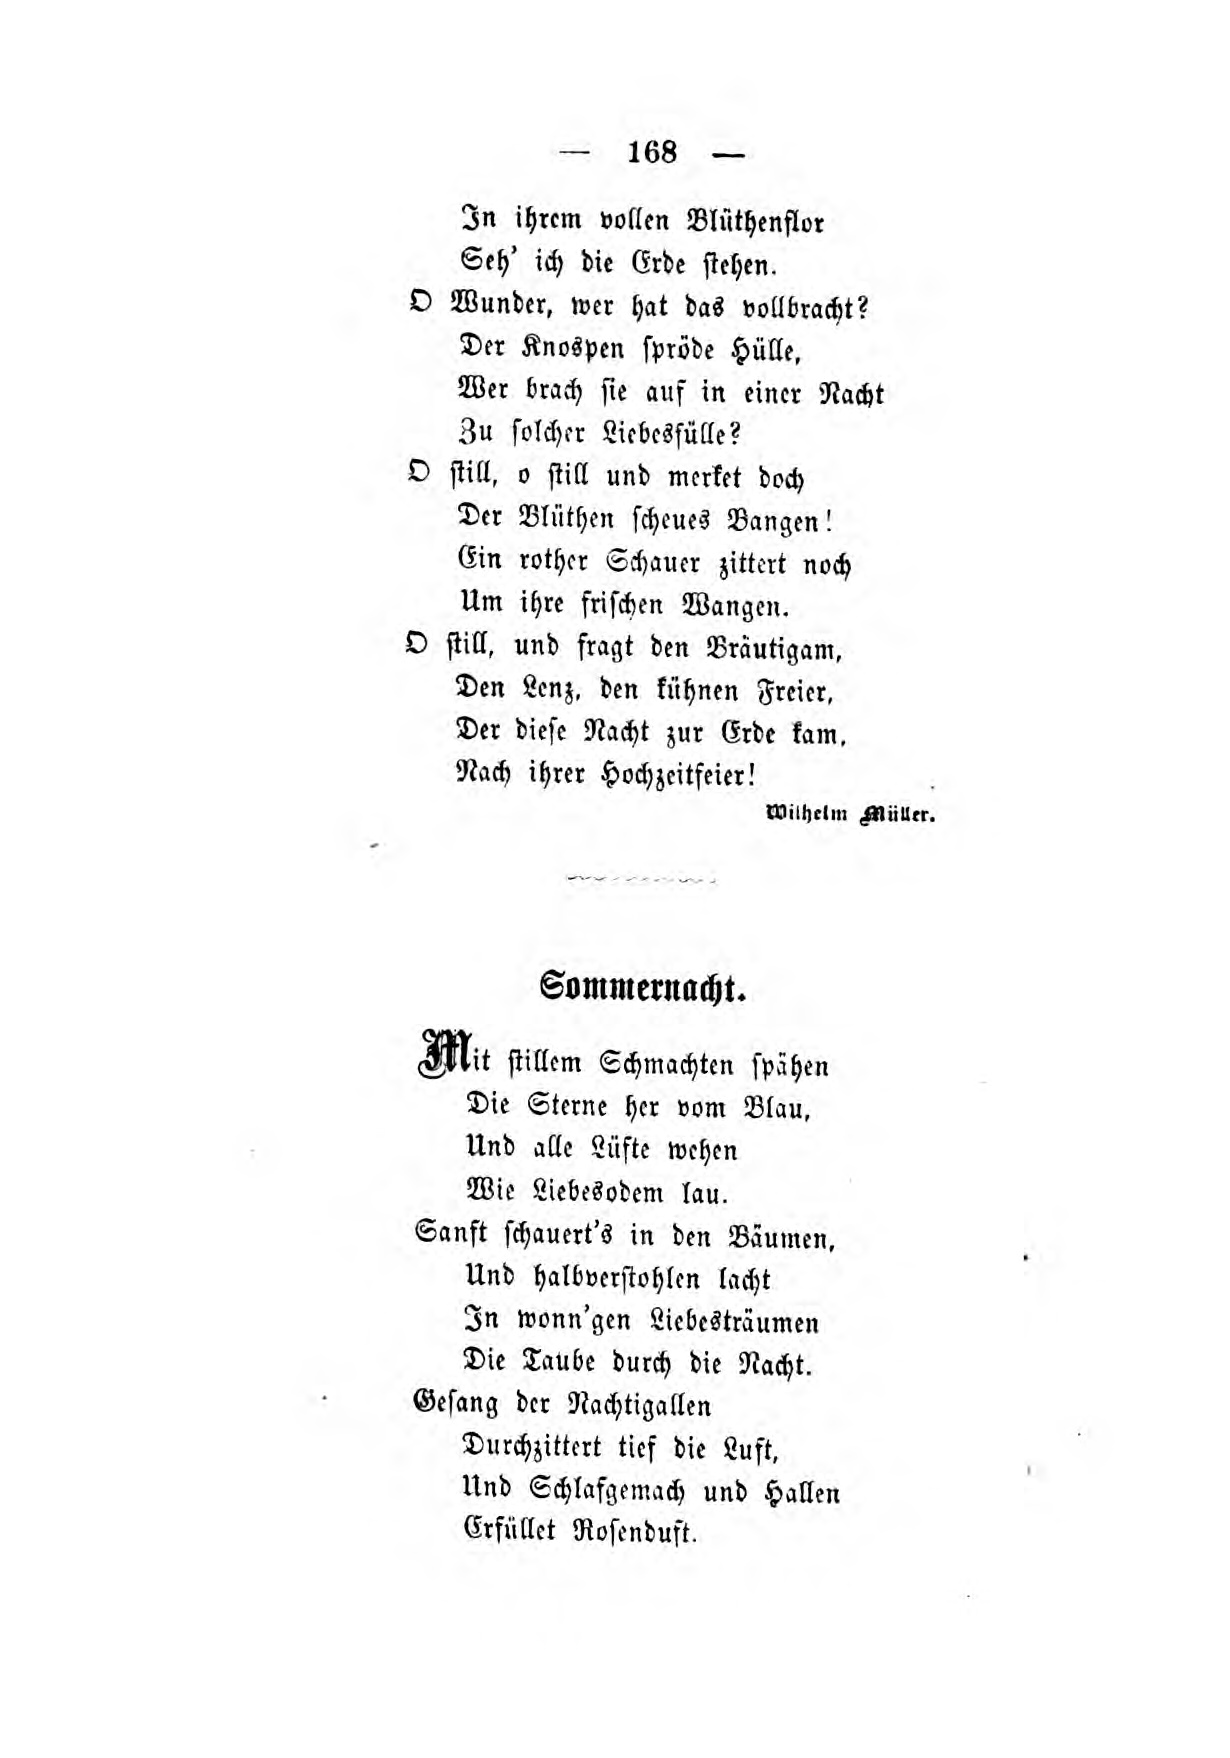 — 168 —
In ihrem vollen Blüthenflor
Seh’ ich die Erde stehen.
O Wunder, wer hat das vollbracht?
Der Knospen spröde Hülle,
Wer brach sie auf in einer Nacht
Zu solcher Liebesfülle?
O still, o still und merket doch
Der Blüthen scheues Bangen!
Ein rother Schauer zittert noch
Um ihre frischen Wangen.
O still, und fragt den Bräutigam,
Den Lenz, den kühnen Freier,
Der diese Nacht zur Erde kam,
Nach ihrer Hochzeitfeier!
Wilhelm Müller.
Sommernacht.
Mit stillem Schmachten spähen
Die Sterne her vom Blau,
Und alle Lüfte wehen
Wie Liebesodem lau.
Sanft schauert’s in den Bäumen,
Und halbverstohlen lacht
In wonn’gen Liebesträumen
Die Taube durch die Nacht.
Gesang der Nachtigallen
Durchzittert tief die Luft,
Und Schlafgemach und Hallen
Erfüllet Rosenduft.